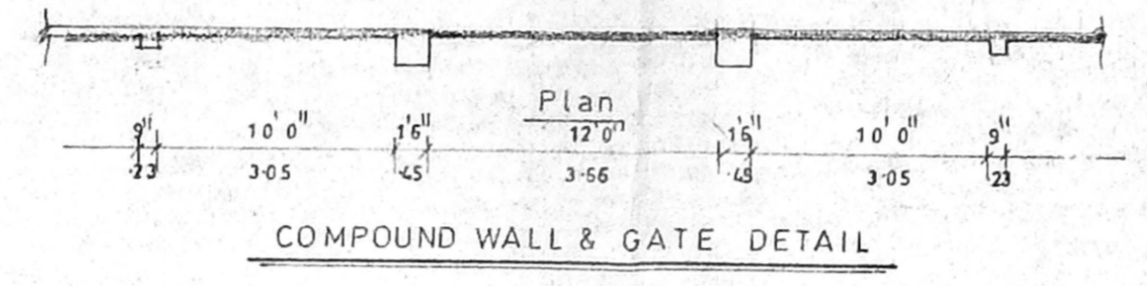 Plan
9" 10'0" 1'6" 12'0" 1'6" 10'0" 9"
.23 3.05 .45 3.66 .45 3.05 .23
COMPOUND WALL & GATE DETAIL